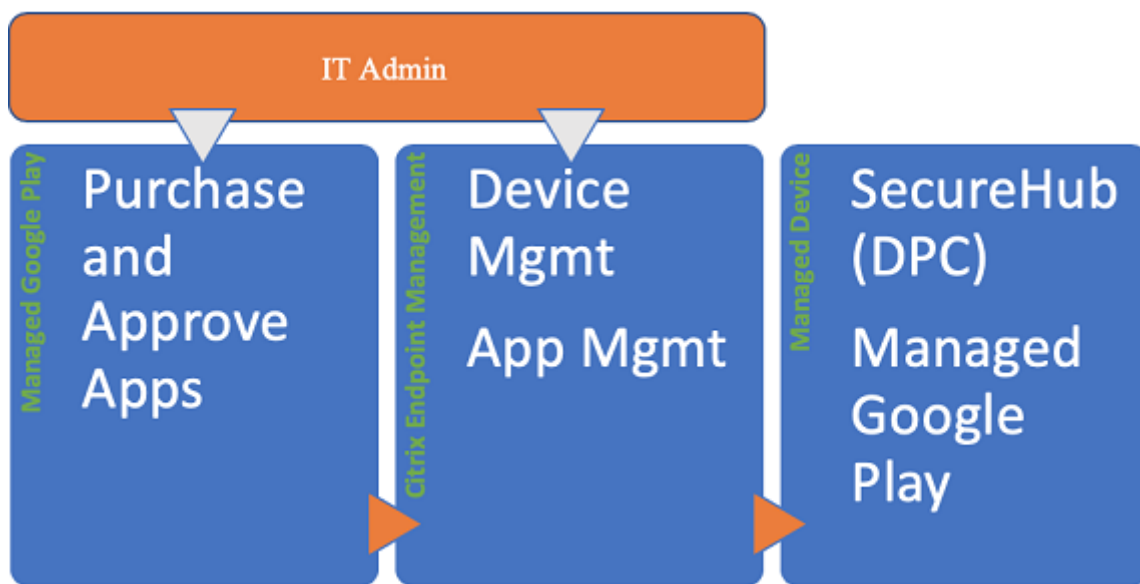 IT Admin
Managed Google Play
Purchase
and
Approve
Apps
Citrix Endpoint Management
Device
Mgmt
App Mgmt
Managed Device
SecureHub
(DPC)
Managed
Google
Play